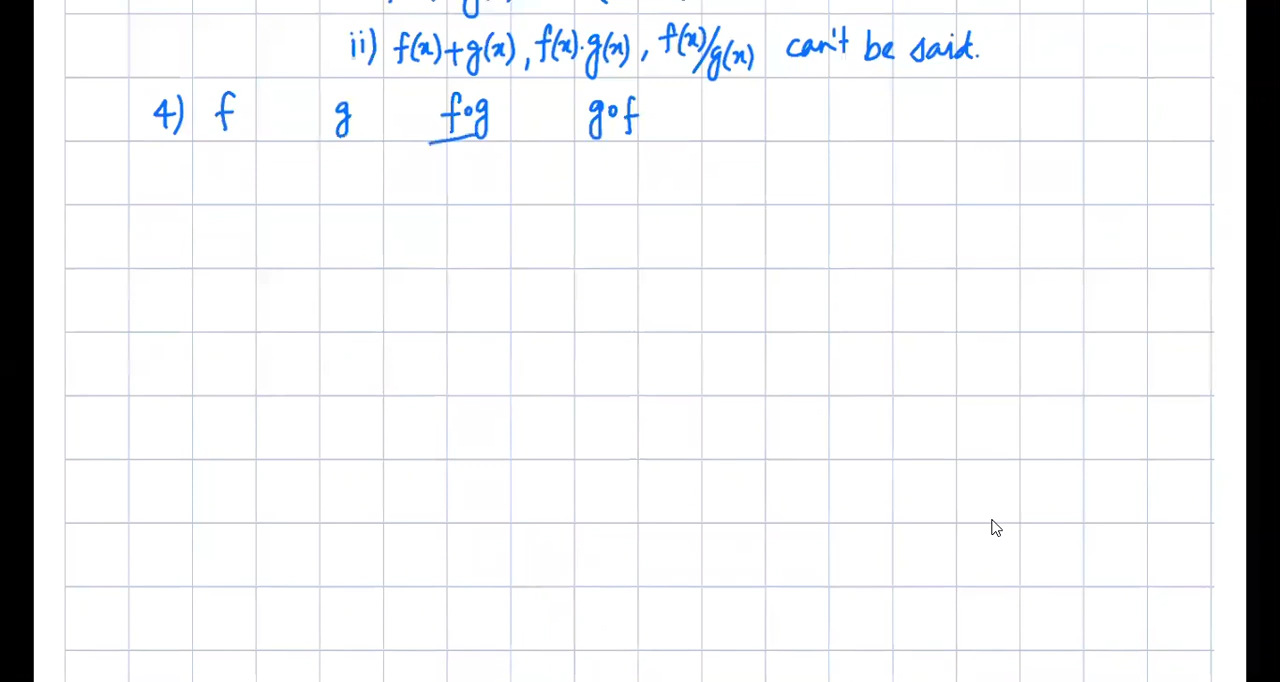 ii) f(x)+g(x), f(x)·g(x), f(x)/g(x) can't be said.
4) f g f∘g g∘f